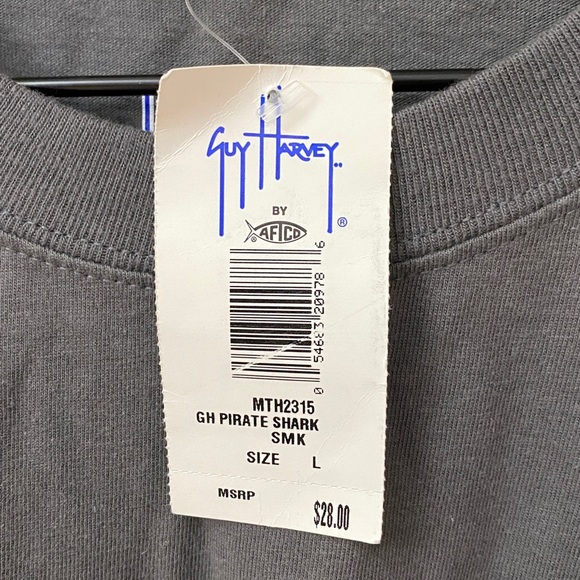 Guy Harvey..
®
BY
AFTCO
0 54683 20978 6
MTH2315
GH PIRATE SHARK
SMK
SIZE L
MSRP
$28.00